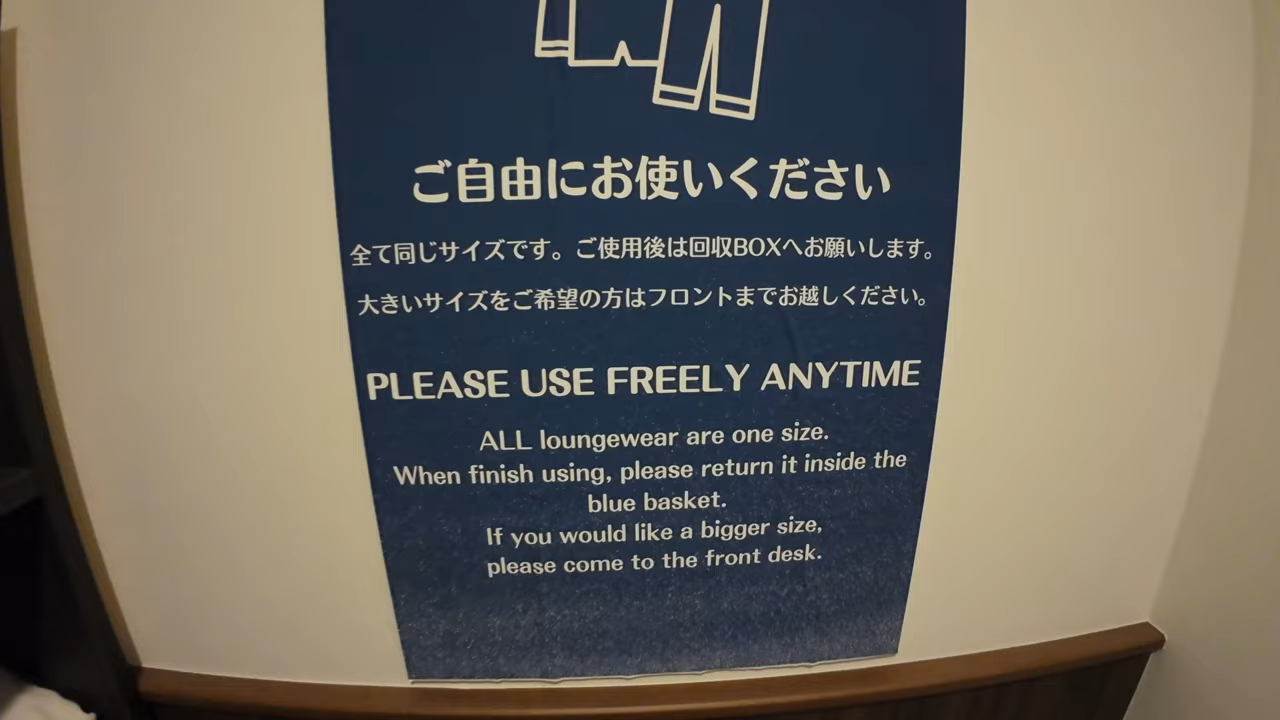 ご自由にお使いください
全て同じサイズです。ご使用後は回収BOXへお願いします。
大きいサイズをご希望の方はフロントまでお越しください。
PLEASE USE FREELY ANYTIME
ALL loungewear are one size.
When finish using, please return it inside the
blue basket.
If you would like a bigger size,
please come to the front desk.